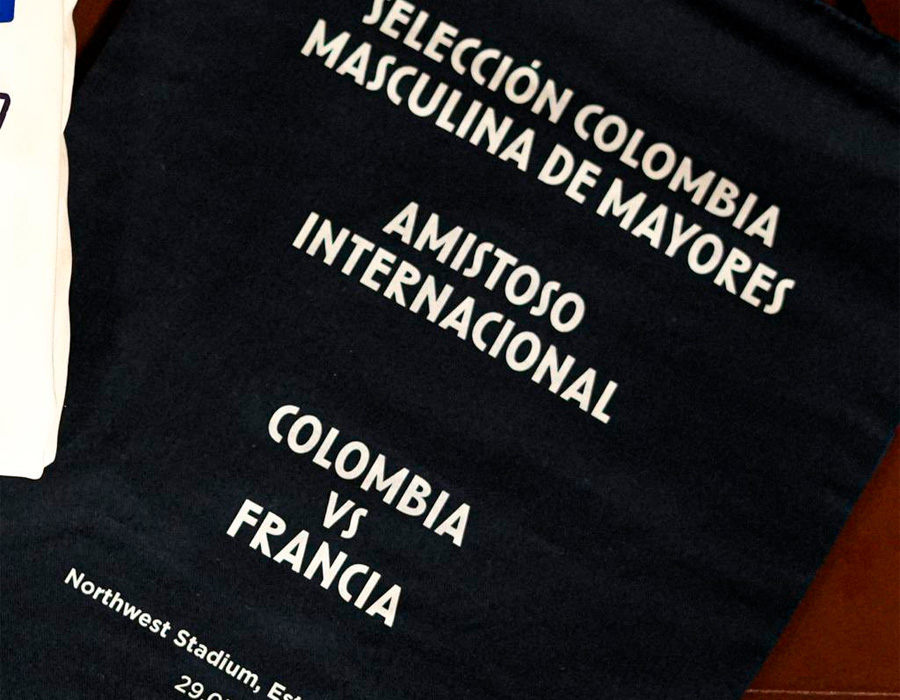 SELECCIÓN COLOMBIA
MASCULINA DE MAYORES
AMISTOSO
INTERNACIONAL
COLOMBIA
VS
FRANCIA
Northwest Stadium,